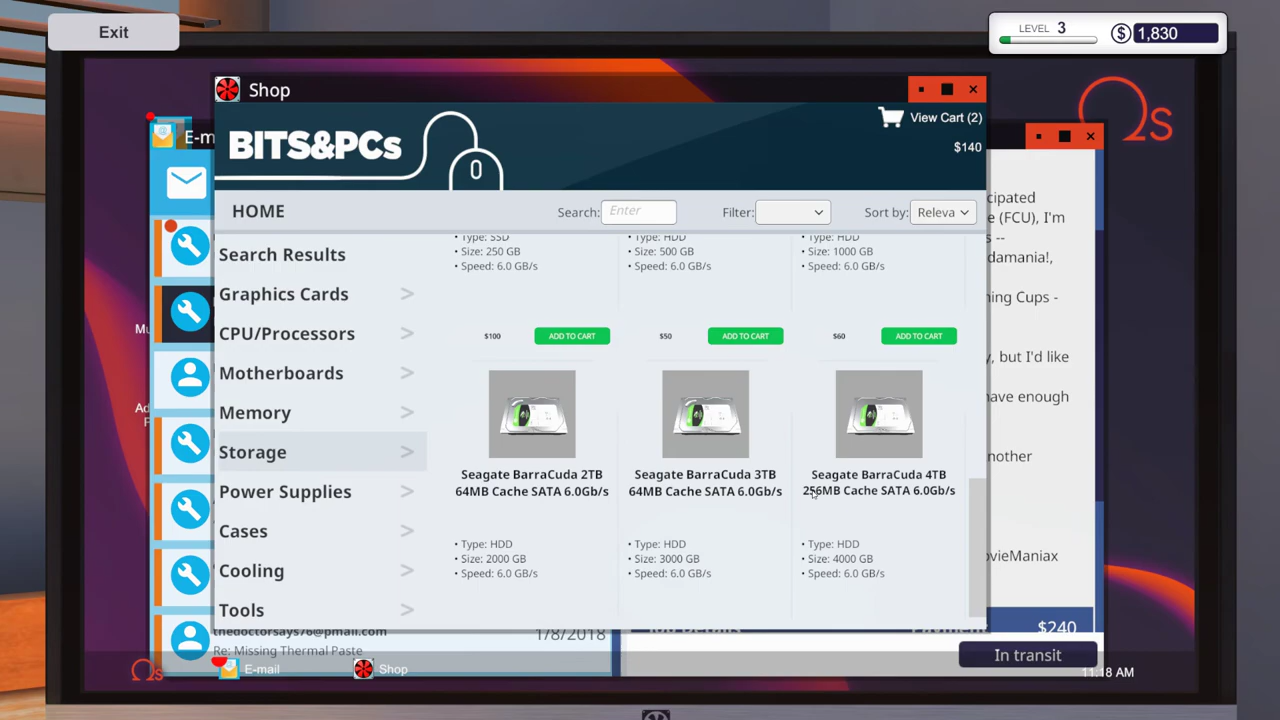 Exit
LEVEL 3
$ 1,830
Shop
BITS&PCs
View Cart (2)
$140
HOME
Search: Enter
Filter:
Sort by: Releva
Search Results
Graphics Cards >
CPU/Processors >
Motherboards >
Memory >
Storage >
Power Supplies >
Cases >
Cooling >
Tools >
• Type: SSD
• Size: 250 GB
• Speed: 6.0 GB/s
$100
ADD TO CART
• Type: HDD
• Size: 500 GB
• Speed: 6.0 GB/s
$50
ADD TO CART
• Type: HDD
• Size: 1000 GB
• Speed: 6.0 GB/s
$60
ADD TO CART
Seagate BarraCuda 2TB
64MB Cache SATA 6.0Gb/s
• Type: HDD
• Size: 2000 GB
• Speed: 6.0 GB/s
Seagate BarraCuda 3TB
64MB Cache SATA 6.0Gb/s
• Type: HDD
• Size: 3000 GB
• Speed: 6.0 GB/s
Seagate BarraCuda 4TB
256MB Cache SATA 6.0Gb/s
• Type: HDD
• Size: 4000 GB
• Speed: 6.0 GB/s
E-m
cipated
e (FCU), I'm
s --
damania!,
ning Cups -
y, but I'd like
have enough
nother
ovieManiax
$240
In transit
thedoctorsays76@pmail.com
Re: Missing Thermal Paste
1/8/2018
E-mail
Shop
11:18 AM